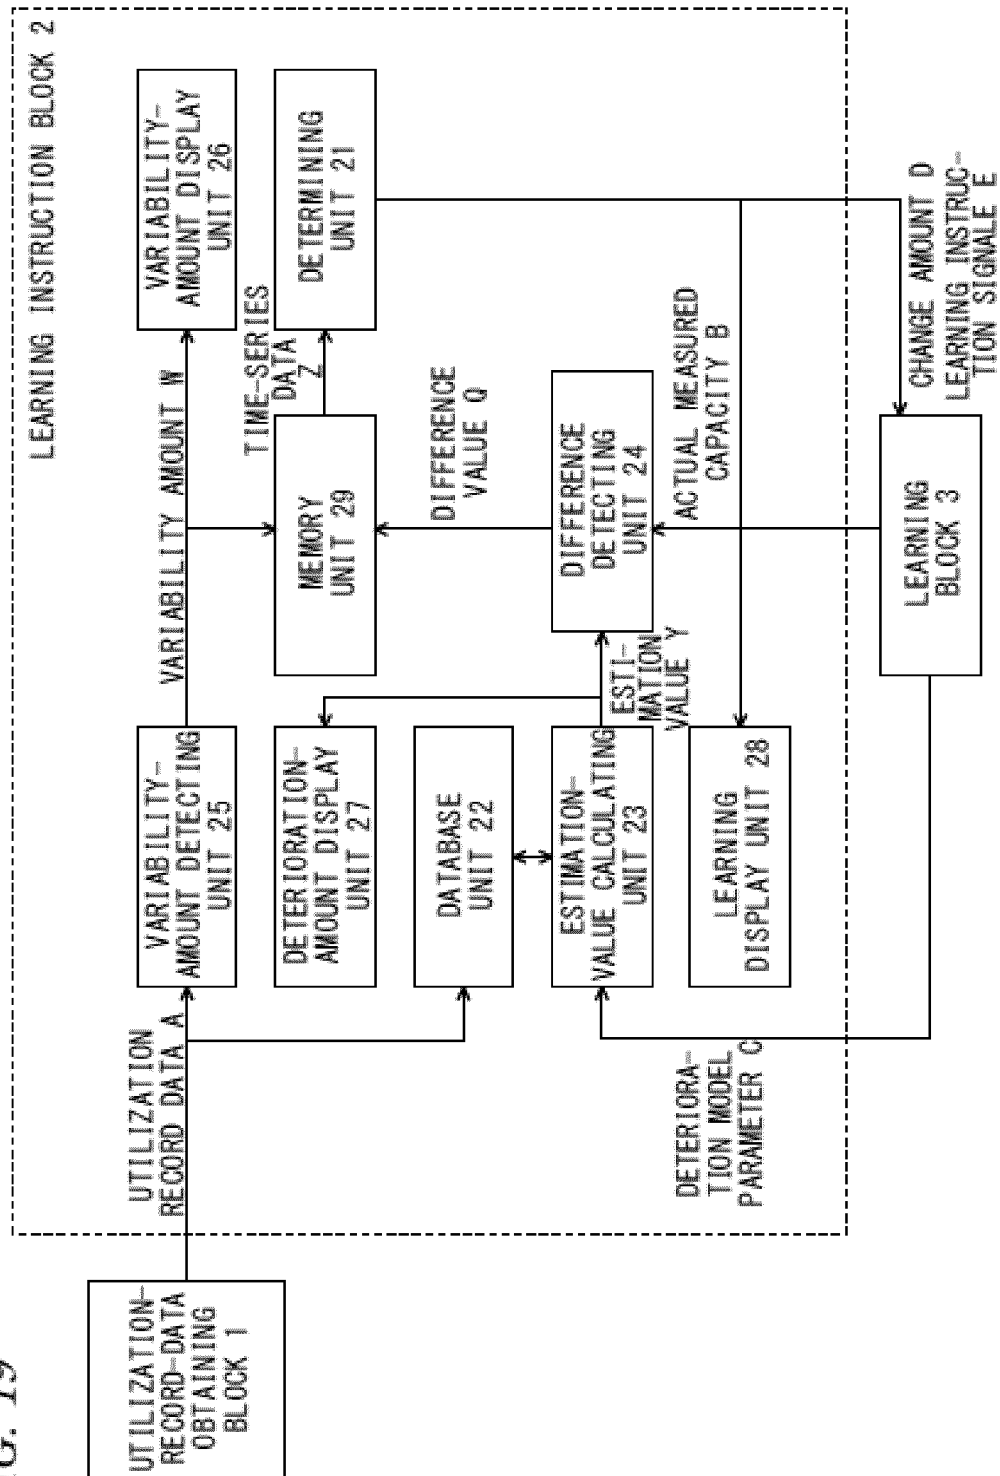 G. 19
UTILIZATION-
RECORD-DATA
OBTAINING
BLOCK 1
UTILIZATION
RECORD DATA A
LEARNING INSTRUCTION BLOCK 2
VARIABILITY-
AMOUNT DETECTING
UNIT 25
VARIABILITY AMOUNT W
VARIABILITY-
AMOUNT DISPLAY
UNIT 26
DETERIORATION-
AMOUNT DISPLAY
UNIT 27
MEMORY
UNIT 29
TIME-SERIES
DATA
Z
DETERMINING
UNIT 21
DATABASE
UNIT 22
DIFFERENCE
VALUE Q
ESTIMATION-
VALUE CALCULATING
UNIT 23
ESTI-
MATION
VALUE Y
DIFFERENCE
DETECTING
UNIT 24
LEARNING
DISPLAY UNIT 28
ACTUAL MEASURED
CAPACITY B
DETERIORA-
TION MODEL
PARAMETER C
LEARNING
BLOCK 3
CHANGE AMOUNT D
LEARNING INSTRUC-
TION SIGNALE E